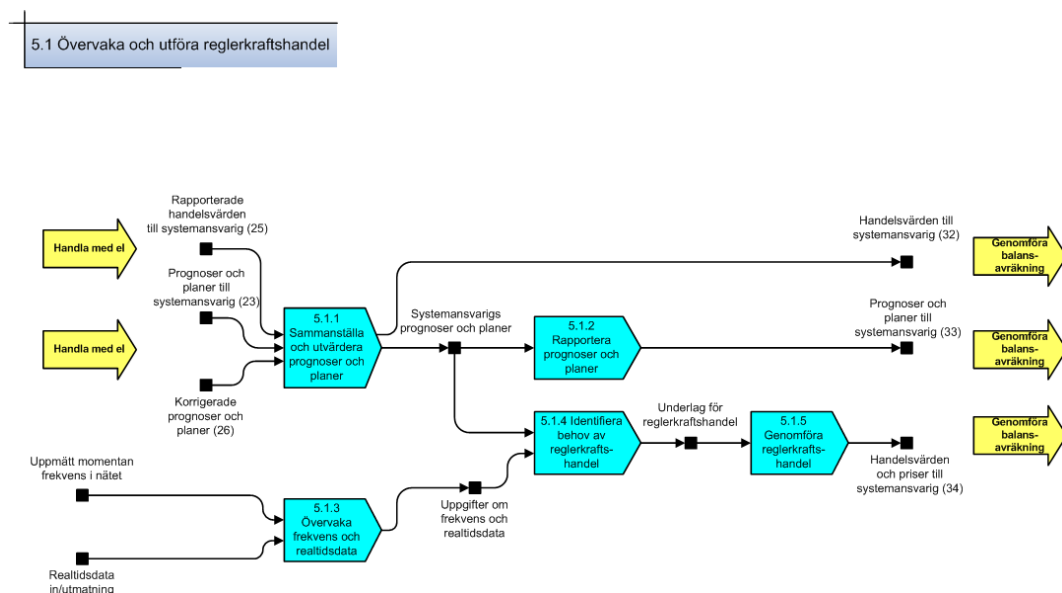 5.1 Övervaka och utföra reglerkraftshandel
Rapporterade
handelsvärden
till systemansvarig (25)
Handla med el
Handelsvärden till
systemansvarig (32)
Genomföra
balans-
avräkning
Prognoser och
planer till
systemansvarig (23)
Handla med el
5.1.1
Sammanställa
och utvärdera
prognoser och
planer
Systemansvarigs
prognoser och planer
5.1.2
Rapportera
prognoser och
planer
Prognoser och
planer till
systemansvarig (33)
Genomföra
balans-
avräkning
Korrigerade
prognoser och
planer (26)
5.1.4 Identifiera
behov av
reglerkrafts-
handel
Underlag för
reglerkraftshandel
5.1.5
Genomföra
reglerkrafts-
handel
Handelsvärden
och priser till
systemansvarig (34)
Genomföra
balans-
avräkning
Uppmätt momentan
frekvens i nätet
5.1.3
Övervaka
frekvens och
realtidsdata
Uppgifter om
frekvens och
realtidsdata
Realtidsdata
in/utmatning